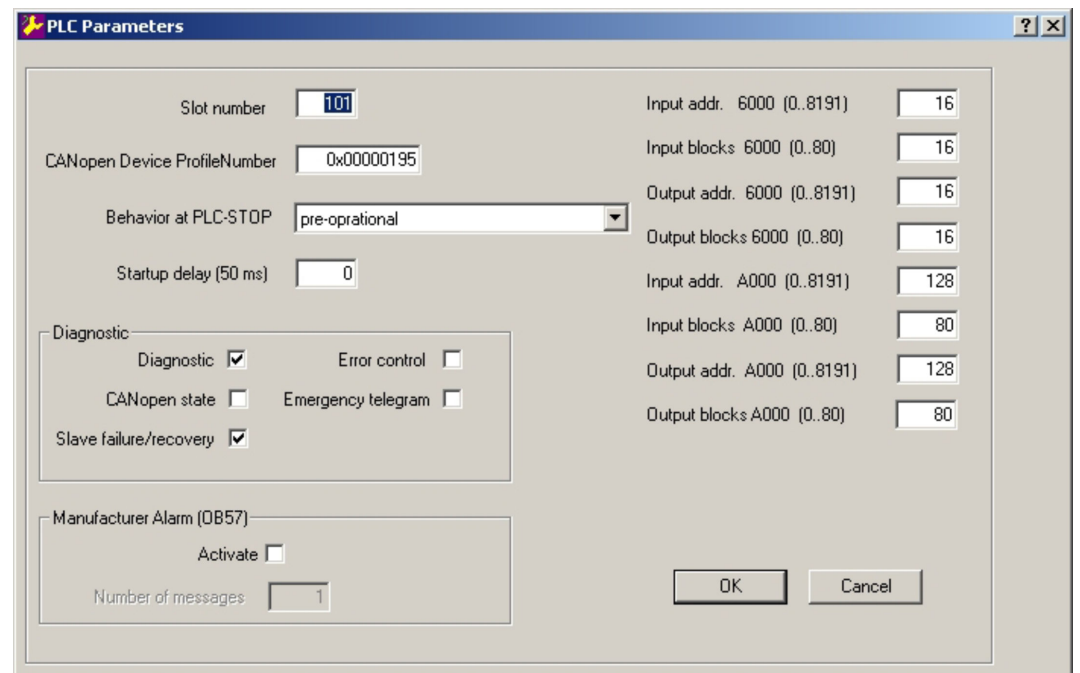 PLC Parameters
Slot number 101
CANopen Device ProfileNumber 0x00000195
Behavior at PLC-STOP pre-oprational
Startup delay (50 ms) 0
Diagnostic
Diagnostic Error control
CANopen state Emergency telegram
Slave failure/recovery
Manufacturer Alarm (OB57)
Activate
Number of messages 1
Input addr. 6000 (0..8191) 16
Input blocks 6000 (0..80) 16
Output addr. 6000 (0..8191) 16
Output blocks 6000 (0..80) 16
Input addr. A000 (0..8191) 128
Input blocks A000 (0..80) 80
Output addr. A000 (0..8191) 128
Output blocks A000 (0..80) 80
OK Cancel